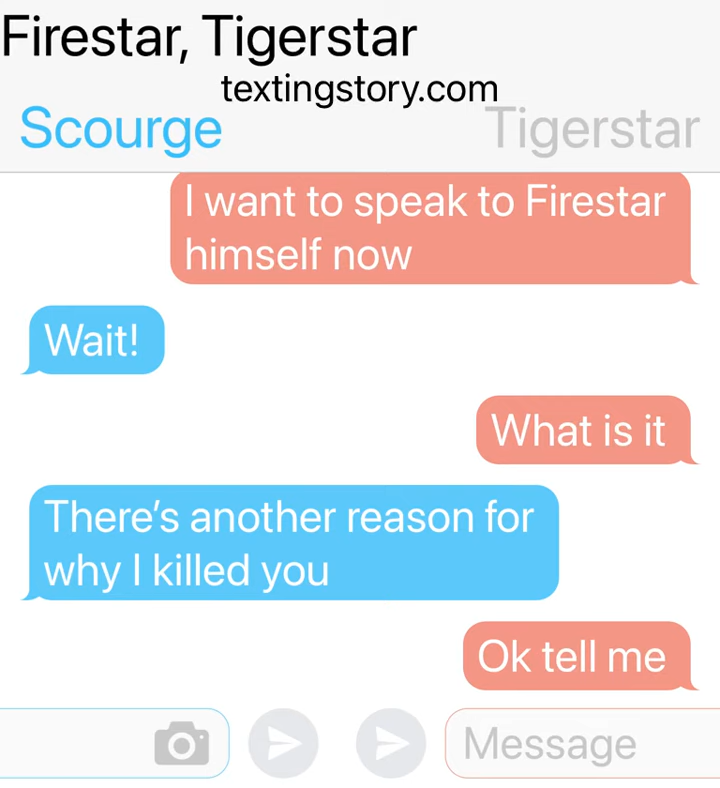 Firestar, Tigerstar
textingstory.com
Scourge Tigerstar
I want to speak to Firestar
himself now
Wait!
What is it
There's another reason for
why I killed you
Ok tell me
Message